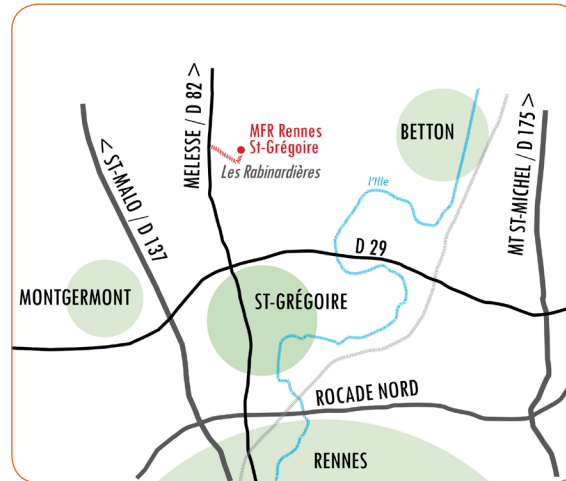 MELESSE / D 82 >
< ST-MALO / D 137
MFR Rennes
St-Grégoire
Les Rabinardières
BETTON
MT ST-MICHEL / D 175 >
l'Ille
D 29
MONTGERMONT
ST-GRÉGOIRE
ROCADE NORD
RENNES